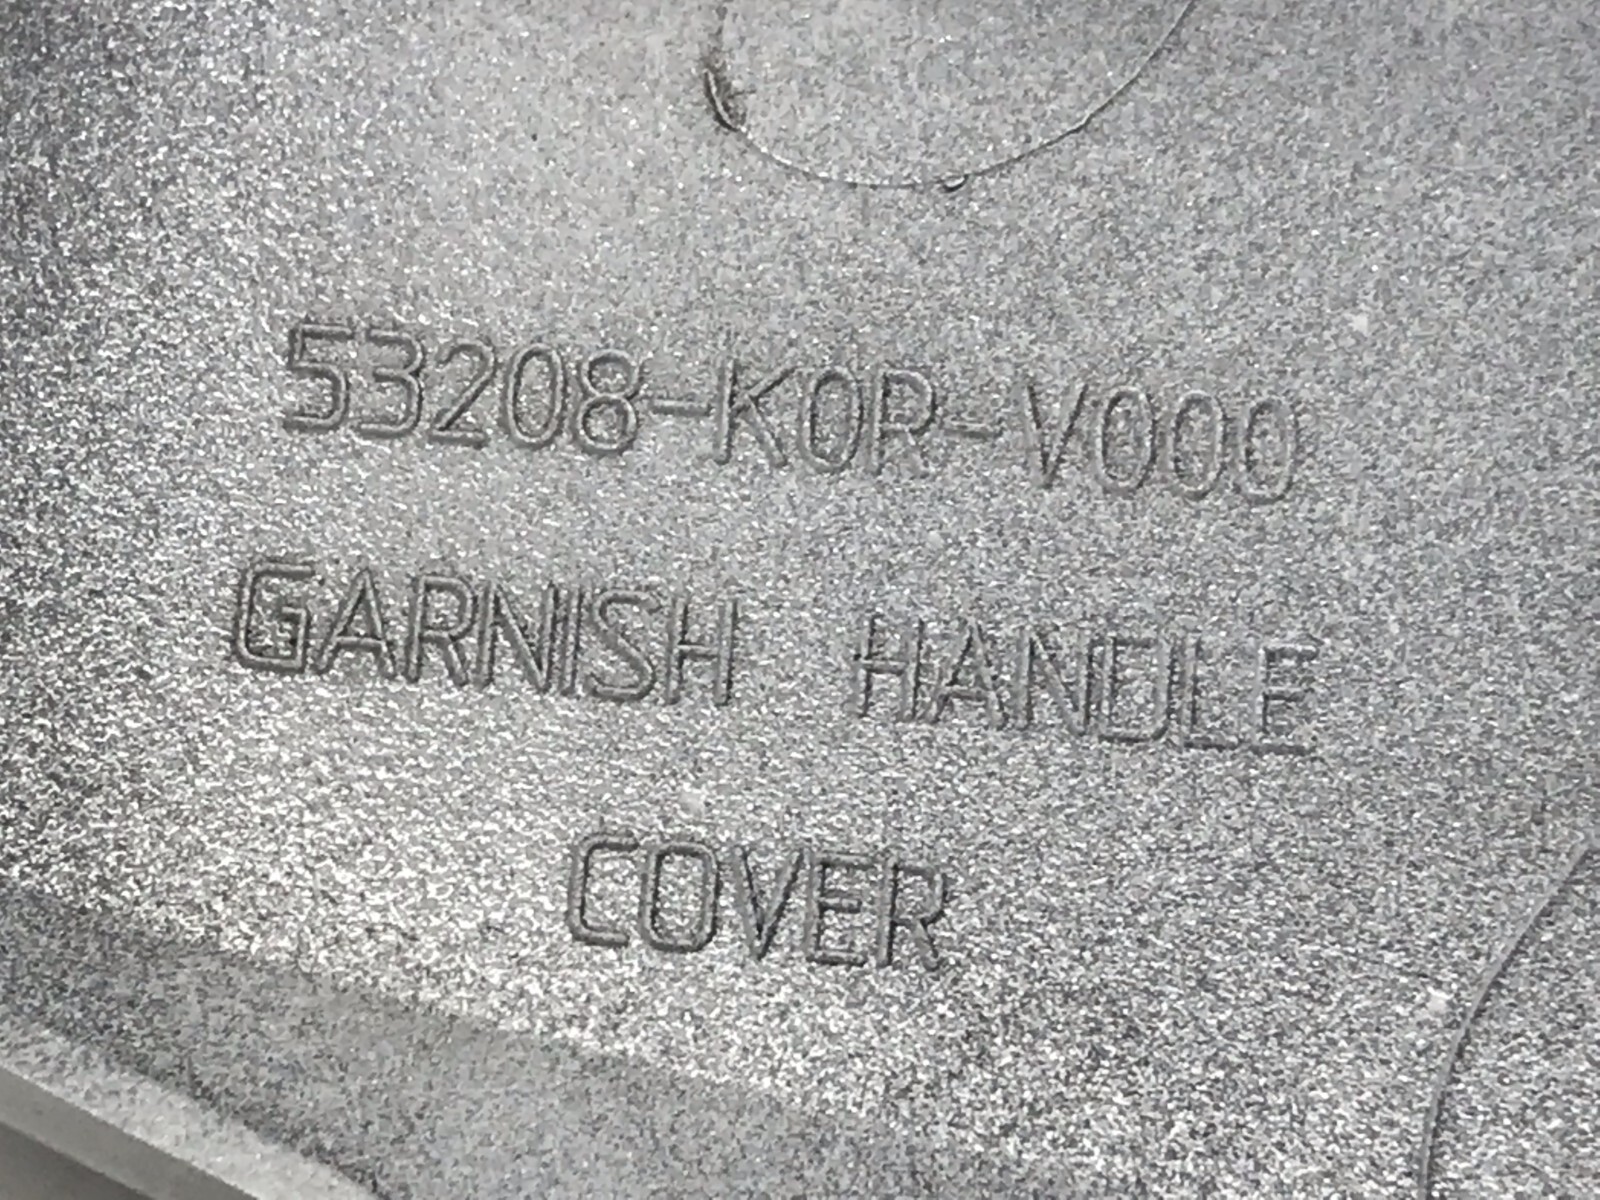 53208-K0R-V000
GARNISH HANDLE
COVER